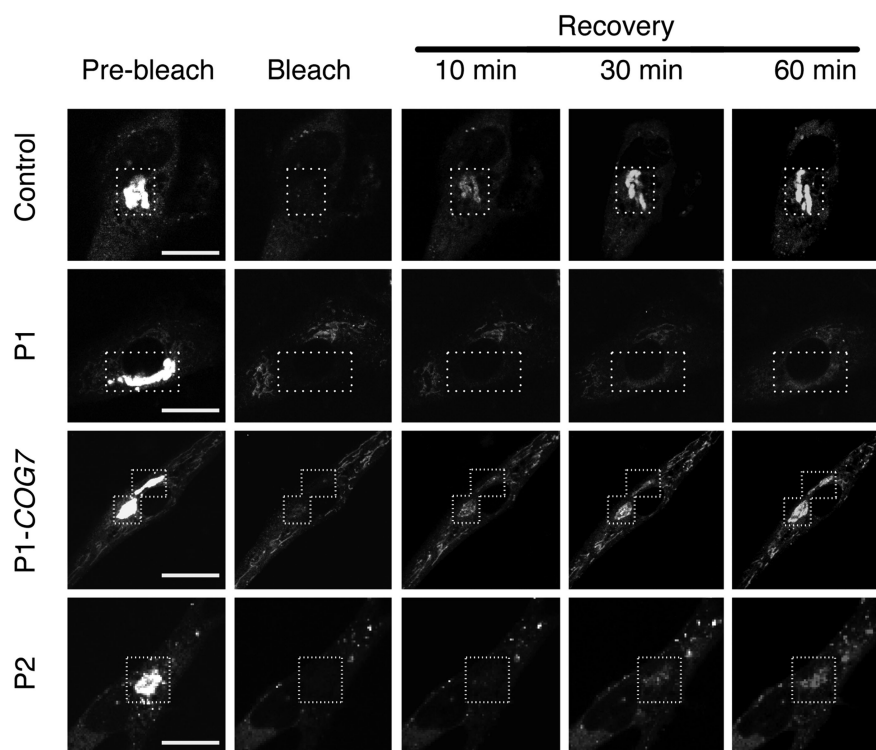 Recovery
Pre-bleach Bleach 10 min 30 min 60 min
Control
P1
P1-COG7
P2